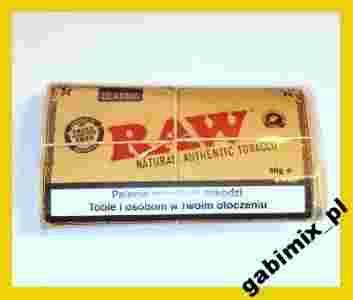 CLASSIC
RAW
NATURAL AUTHENTIC TOBACCO
Palenie szkodzi
Tobie i osobom w Twoim otoczeniu
gabimix_pl